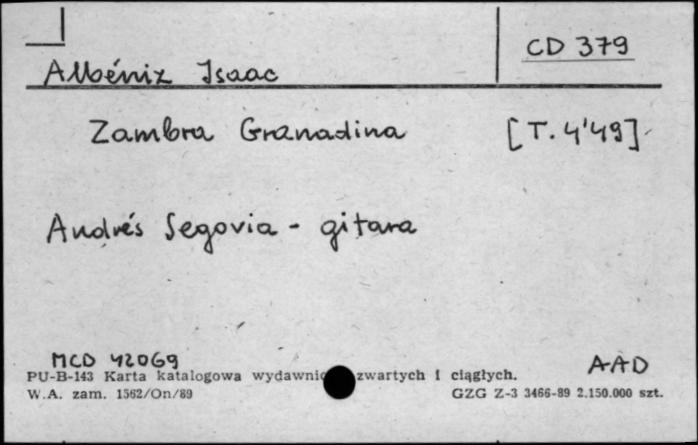 CD 379
Albéniz Isaac
Zambra Granadina [T. 4'49]
Andrés Segovia - gitara
MCD 42069 AAD
PU-B-143 Karta katalogowa wydawnic zwartych i ciągłych.
W.A. zam. 1562/On/89 GZG Z-3 3466-89 2.150.000 szt.